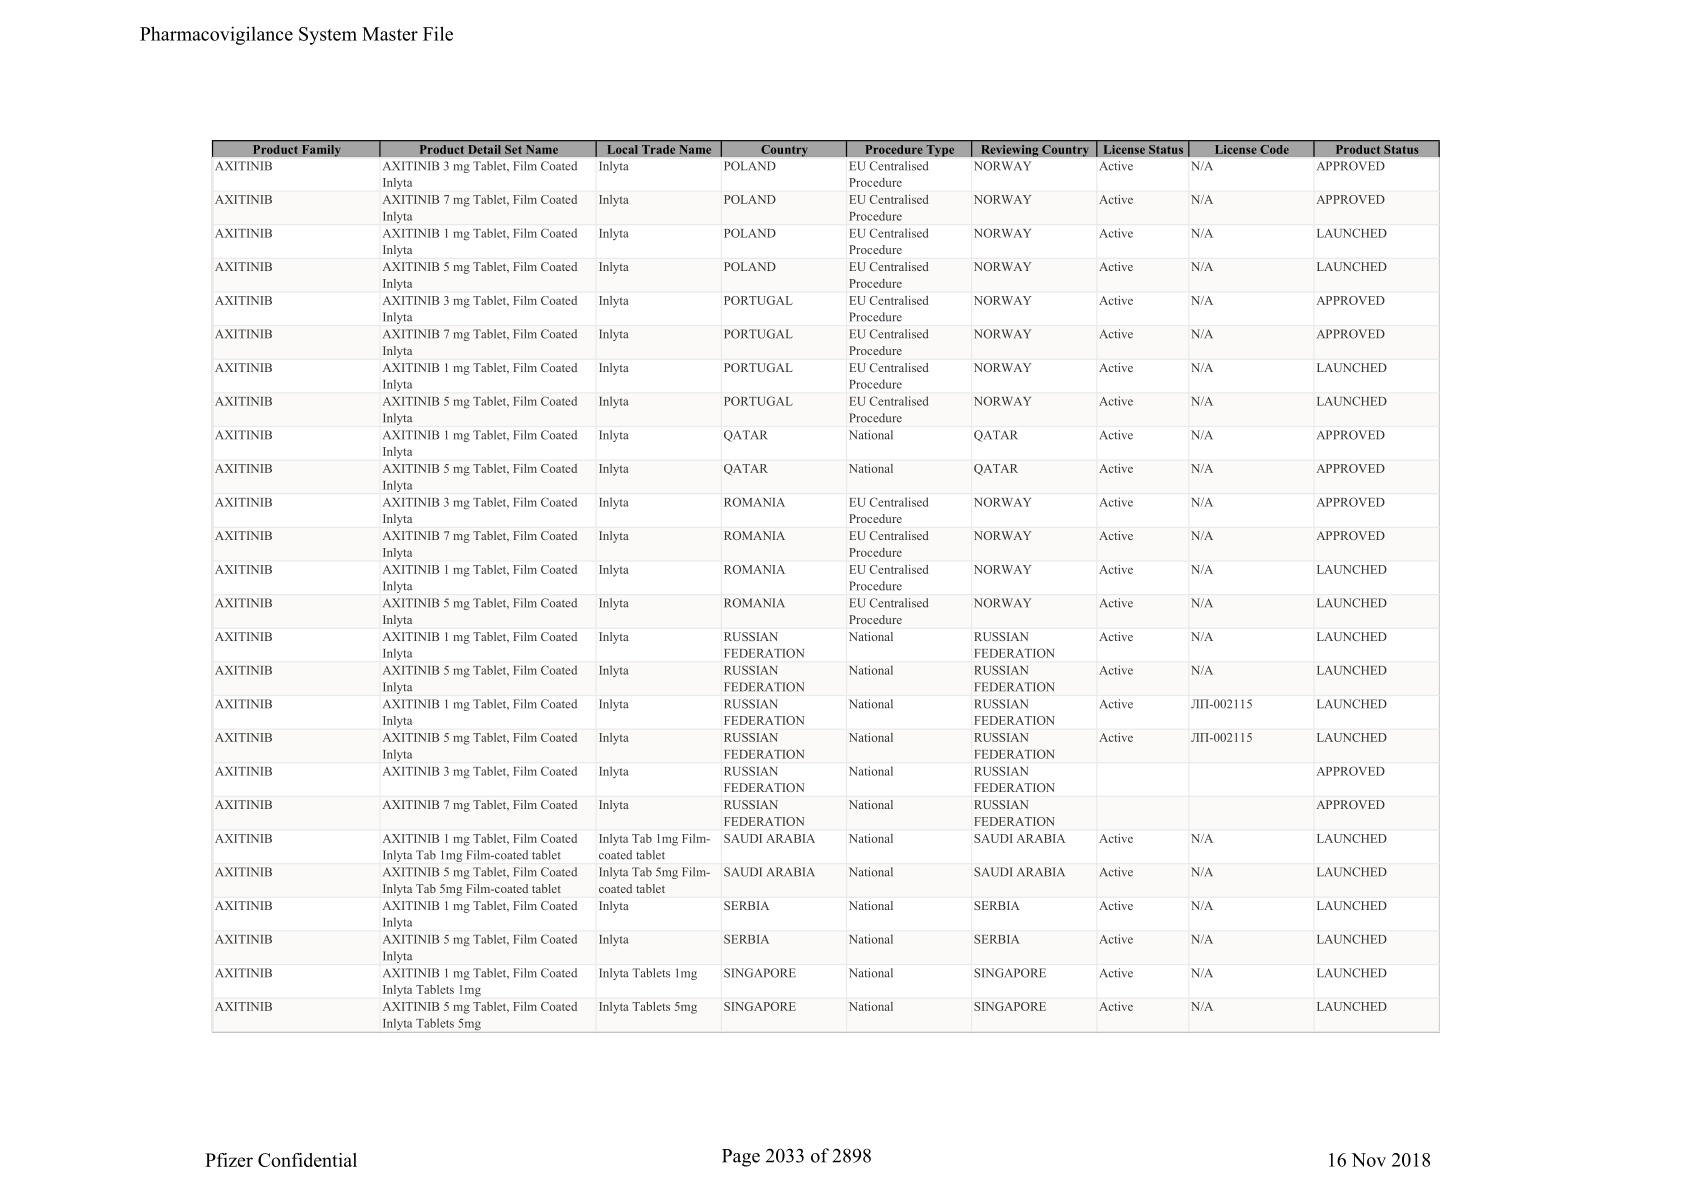 Pharmacovigilance System Master File
Product Family Product Detail Set Name Local Trade Name Country Procedure Type Reviewing Country License Status License Code Product Status
AXITINIB AXITINIB 3 mg Tablet, Film Coated Inlyta POLAND EU Centralised NORWAY Active N/A APPROVED
Inlyta Procedure
AXITINIB AXITINIB 7 mg Tablet, Film Coated Inlyta POLAND EU Centralised NORWAY Active N/A APPROVED
Inlyta Procedure
AXITINIB AXITINIB 1 mg Tablet, Film Coated Inlyta POLAND EU Centralised NORWAY Active N/A LAUNCHED
Inlyta Procedure
AXITINIB AXITINIB 5 mg Tablet, Film Coated Inlyta POLAND EU Centralised NORWAY Active N/A LAUNCHED
Inlyta Procedure
AXITINIB AXITINIB 3 mg Tablet, Film Coated Inlyta PORTUGAL EU Centralised NORWAY Active N/A APPROVED
Inlyta Procedure
AXITINIB AXITINIB 7 mg Tablet, Film Coated Inlyta PORTUGAL EU Centralised NORWAY Active N/A APPROVED
Inlyta Procedure
AXITINIB AXITINIB 1 mg Tablet, Film Coated Inlyta PORTUGAL EU Centralised NORWAY Active N/A LAUNCHED
Inlyta Procedure
AXITINIB AXITINIB 5 mg Tablet, Film Coated Inlyta PORTUGAL EU Centralised NORWAY Active N/A LAUNCHED
Inlyta Procedure
AXITINIB AXITINIB 1 mg Tablet, Film Coated Inlyta QATAR National QATAR Active N/A APPROVED
Inlyta
AXITINIB AXITINIB 5 mg Tablet, Film Coated Inlyta QATAR National QATAR Active N/A APPROVED
Inlyta
AXITINIB AXITINIB 3 mg Tablet, Film Coated Inlyta ROMANIA EU Centralised NORWAY Active N/A APPROVED
Inlyta Procedure
AXITINIB AXITINIB 7 mg Tablet, Film Coated Inlyta ROMANIA EU Centralised NORWAY Active N/A APPROVED
Inlyta Procedure
AXITINIB AXITINIB 1 mg Tablet, Film Coated Inlyta ROMANIA EU Centralised NORWAY Active N/A LAUNCHED
Inlyta Procedure
AXITINIB AXITINIB 5 mg Tablet, Film Coated Inlyta ROMANIA EU Centralised NORWAY Active N/A LAUNCHED
Inlyta Procedure
AXITINIB AXITINIB 1 mg Tablet, Film Coated Inlyta RUSSIAN National RUSSIAN Active N/A LAUNCHED
Inlyta FEDERATION FEDERATION
AXITINIB AXITINIB 5 mg Tablet, Film Coated Inlyta RUSSIAN National RUSSIAN Active N/A LAUNCHED
Inlyta FEDERATION FEDERATION
AXITINIB AXITINIB 1 mg Tablet, Film Coated Inlyta RUSSIAN National RUSSIAN Active ЛП-002115 LAUNCHED
Inlyta FEDERATION FEDERATION
AXITINIB AXITINIB 5 mg Tablet, Film Coated Inlyta RUSSIAN National RUSSIAN Active ЛП-002115 LAUNCHED
Inlyta FEDERATION FEDERATION
AXITINIB AXITINIB 3 mg Tablet, Film Coated Inlyta RUSSIAN National RUSSIAN APPROVED
FEDERATION FEDERATION
AXITINIB AXITINIB 7 mg Tablet, Film Coated Inlyta RUSSIAN National RUSSIAN APPROVED
FEDERATION FEDERATION
AXITINIB AXITINIB 1 mg Tablet, Film Coated Inlyta Tab 1mg Film- SAUDI ARABIA National SAUDI ARABIA Active N/A LAUNCHED
Inlyta Tab 1mg Film-coated tablet coated tablet
AXITINIB AXITINIB 5 mg Tablet, Film Coated Inlyta Tab 5mg Film- SAUDI ARABIA National SAUDI ARABIA Active N/A LAUNCHED
Inlyta Tab 5mg Film-coated tablet coated tablet
AXITINIB AXITINIB 1 mg Tablet, Film Coated Inlyta SERBIA National SERBIA Active N/A LAUNCHED
Inlyta
AXITINIB AXITINIB 5 mg Tablet, Film Coated Inlyta SERBIA National SERBIA Active N/A LAUNCHED
Inlyta
AXITINIB AXITINIB 1 mg Tablet, Film Coated Inlyta Tablets 1mg SINGAPORE National SINGAPORE Active N/A LAUNCHED
Inlyta Tablets 1mg
AXITINIB AXITINIB 5 mg Tablet, Film Coated Inlyta Tablets 5mg SINGAPORE National SINGAPORE Active N/A LAUNCHED
Inlyta Tablets 5mg
Pfizer Confidential Page 2033 of 2898 16 Nov 2018